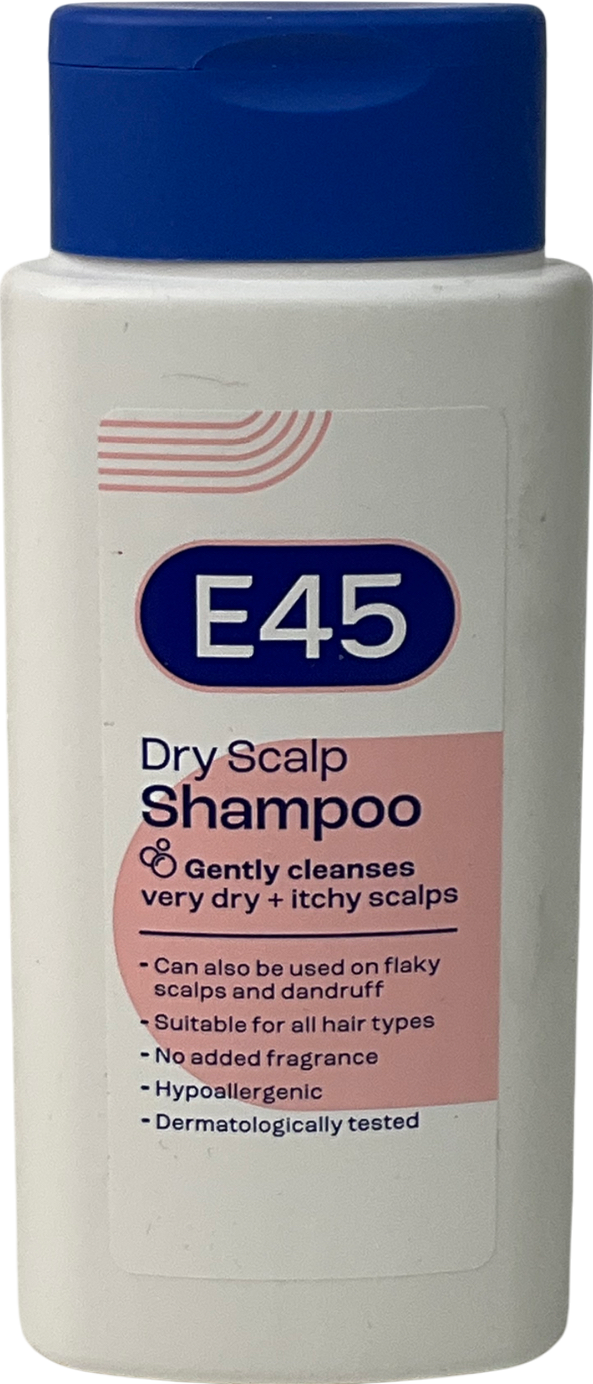 E45
Dry Scalp
Shampoo
Gently cleanses
very dry + itchy scalps
- Can also be used on flaky
scalps and dandruff
- Suitable for all hair types
- No added fragrance
- Hypoallergenic
- Dermatologically tested